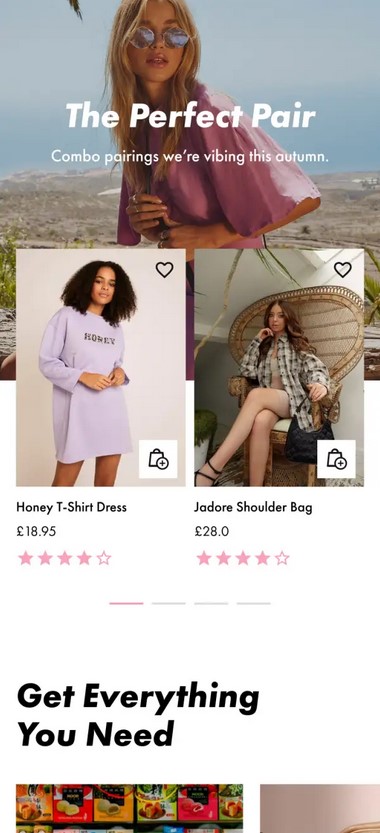 The Perfect Pair
Combo pairings we're vibing this autumn.
HONEY
Honey T-Shirt Dress
Jadore Shoulder Bag
£18.95
£28.0
Get Everything
You Need